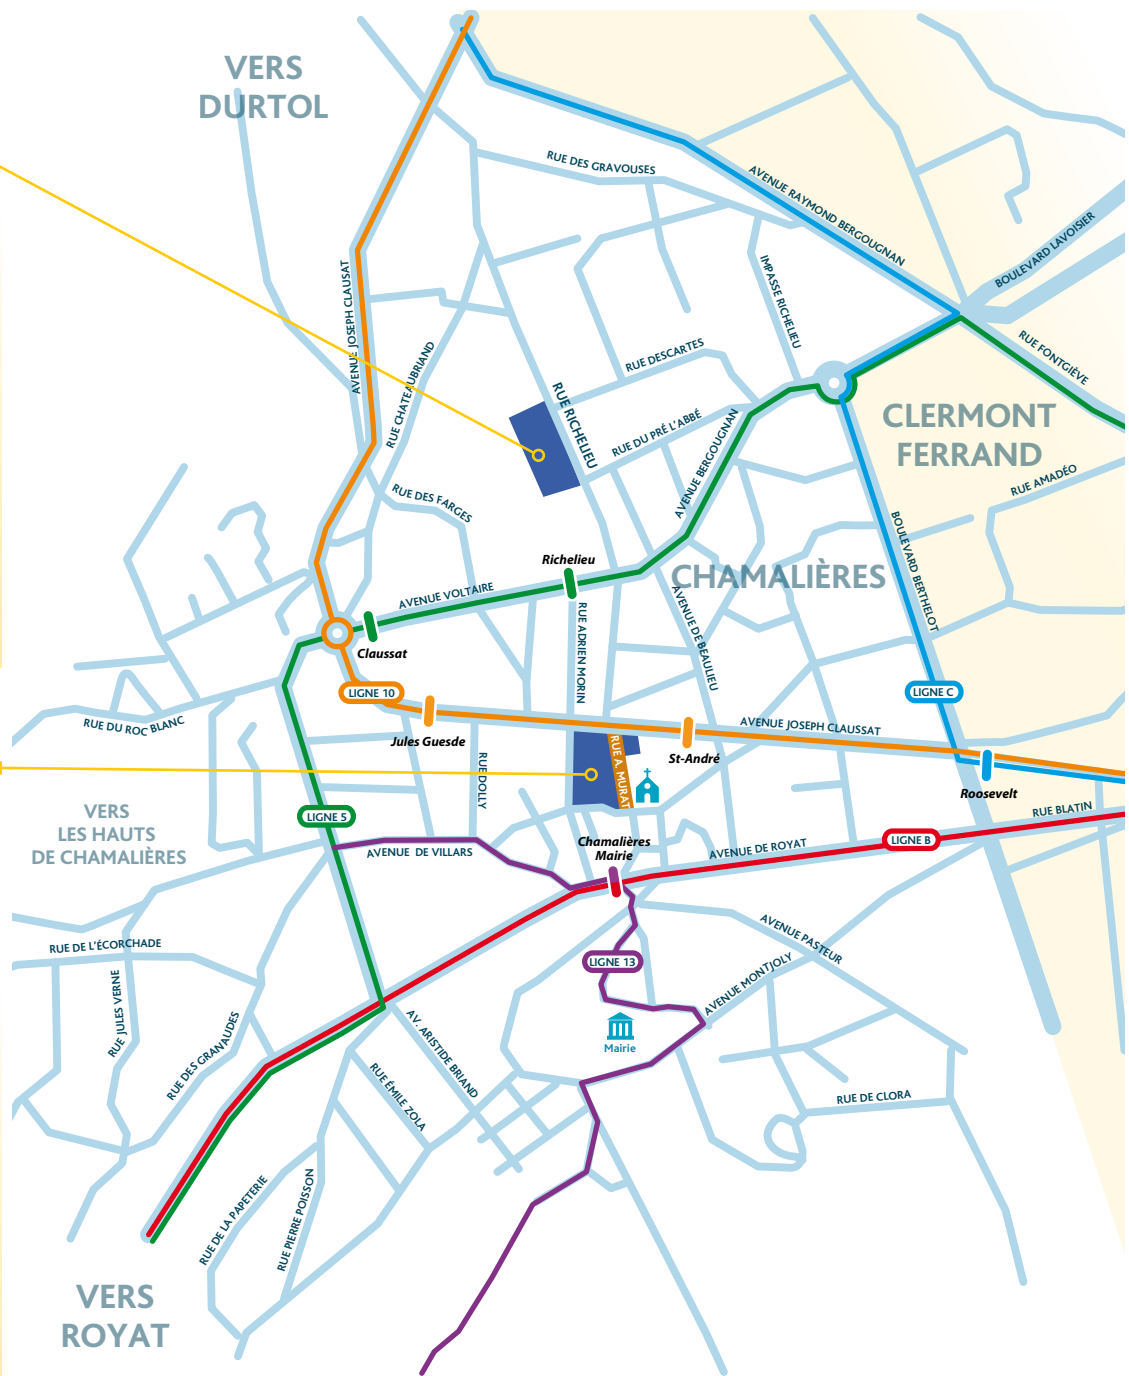 VERS
DURTOL
RUE DES GRAVOUSES
AVENUE RAYMOND BERGOUGNAN
BOULEVARD LAVOISIER
IMPASSE RICHELIEU
AVENUE JOSEPH CLAUSAT
RUE CHATEAUBRIAND
RUE DESCARTES
RUE FONTGIÈVE
RUE RICHELIEU
RUE DU PRÉ L'ABBÉ
AVENUE BERGOUGNAN
CLERMONT
FERRAND
RUE AMADÉO
RUE DES FARGES
BOULEVARD BERTHELOT
Richelieu
CHAMALIÈRES
AVENUE VOLTAIRE
RUE ADRIEN MORIN
AVENUE DE BEAULIEU
Claussat
LIGNE 10
LIGNE C
RUE DU ROC BLANC
Jules Guesde
AVENUE JOSEPH CLAUSSAT
St-André
RUE DOLLY
RUE A. MURAT
Roosevelt
VERS
LES HAUTS
DE CHAMALIÈRES
LIGNE 5
RUE BLATIN
Chamalières
Mairie
LIGNE B
AVENUE DE VILLARS
AVENUE DE ROYAT
AVENUE PASTEUR
RUE DE L'ÉCORCHADE
LIGNE 13
AVENUE MONTJOLY
RUE JULES VERNE
RUE DES GRANAUDES
AV. ARISTIDE BRIAND
Mairie
RUE ÉMILE ZOLA
RUE DE CLORA
RUE DE LA PAPETERIE
RUE PIERRE POISSON
VERS
ROYAT